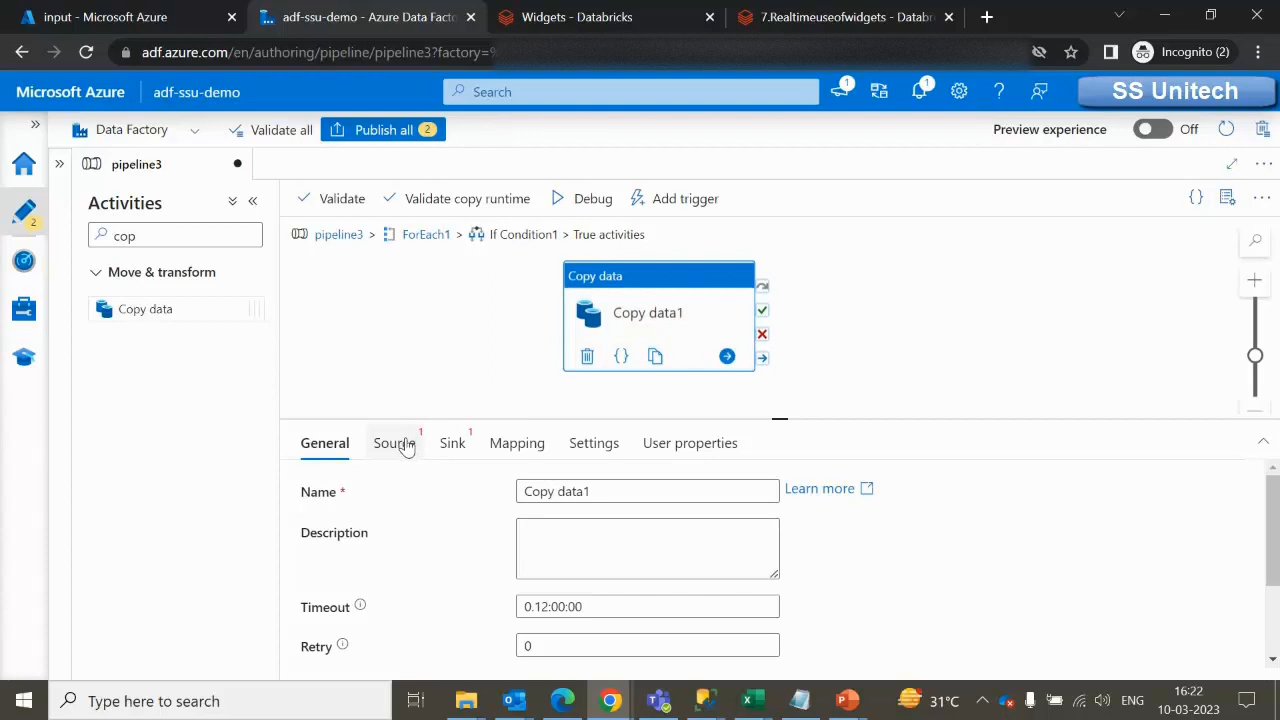 input - Microsoft Azure
adf-ssu-demo - Azure Data Facto
Widgets - Databricks
7.Realtimeuseofwidgets - Databri
adf.azure.com/en/authoring/pipeline/pipeline3?factory=%
Incognito (2)
Microsoft Azure
adf-ssu-demo
Search
1
1
SS Unitech
Data Factory
Validate all
Publish all
2
Preview experience
Off
pipeline3
2
Activities
Validate
Validate copy runtime
Debug
Add trigger
cop
pipeline3 > ForEach1 > If Condition1 > True activities
Move & transform
Copy data
Copy data
Copy data1
General
Source 1
Sink 1
Mapping
Settings
User properties
Name *
Copy data1
Learn more
Description
Timeout
0.12:00:00
Retry
0
Type here to search
31°C
ENG
16:22
10-03-2023